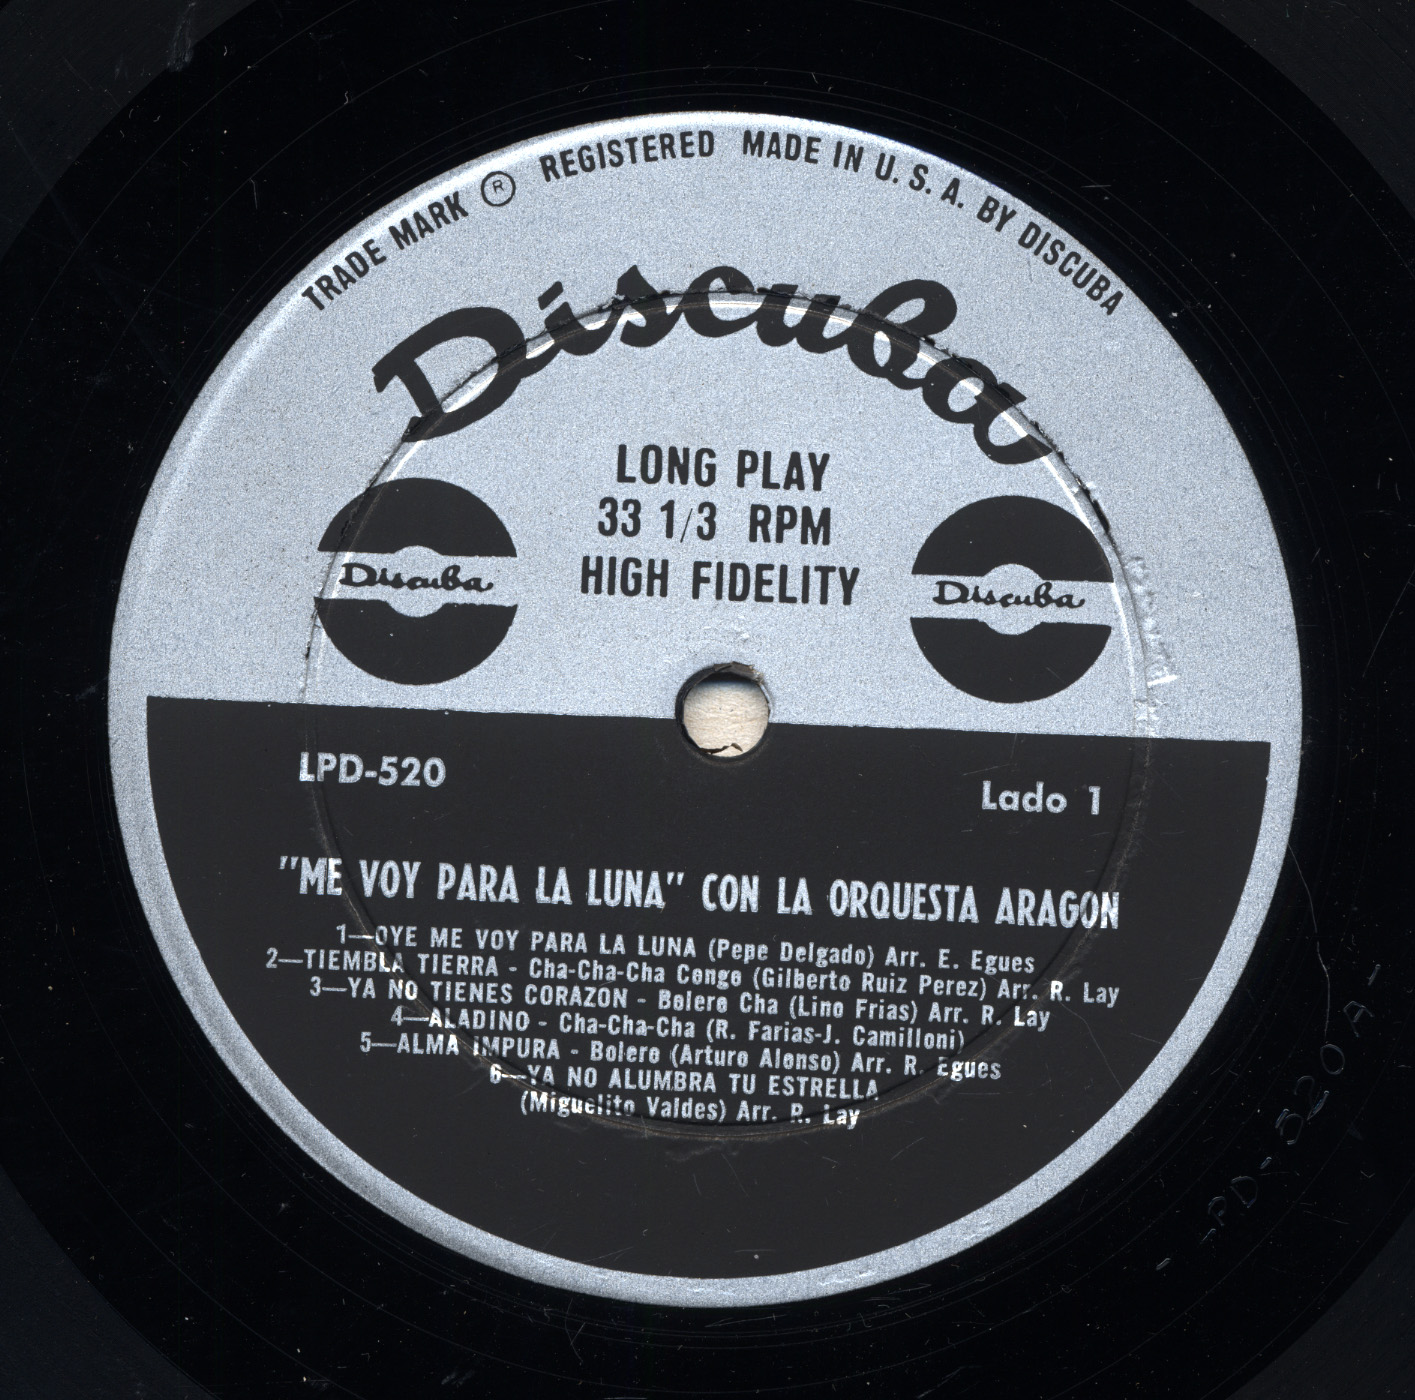 TRADE MARK ® REGISTERED MADE IN U. S. A. BY DISCUBA
Discuba
LONG PLAY
33 1/3 RPM
HIGH FIDELITY
Discuba
Discuba
LPD-520
Lado 1
"ME VOY PARA LA LUNA" CON LA ORQUESTA ARAGON
1—OYE ME VOY PARA LA LUNA (Pepe Delgado) Arr. E. Egues
2—TIEMBLA TIERRA - Cha-Cha-Cha Congo (Gilberto Ruiz Perez) Arr. R. Lay
3—YA NO TIENES CORAZON - Bolero Cha (Lino Frias) Arr. R. Lay
4—ALADINO - Cha-Cha-Cha (R. Farias-J. Camilloni)
5—ALMA IMPURA - Bolero (Arturo Alonso) Arr. R. Egues
6—YA NO ALUMBRA TU ESTRELLA
(Miguelito Valdes) Arr. R. Lay
LPD-520 A-